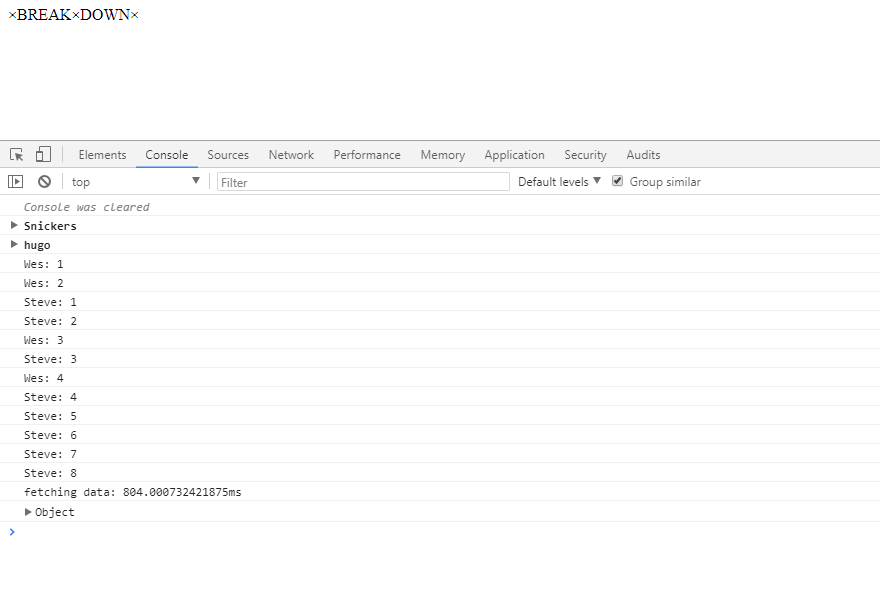 ×BREAK×DOWN×
Elements Console Sources Network Performance Memory Application Security Audits
top Filter Default levels Group similar
Console was cleared
Snickers
hugo
Wes: 1
Wes: 2
Steve: 1
Steve: 2
Wes: 3
Steve: 3
Wes: 4
Steve: 4
Steve: 5
Steve: 6
Steve: 7
Steve: 8
fetching data: 804.000732421875ms
Object